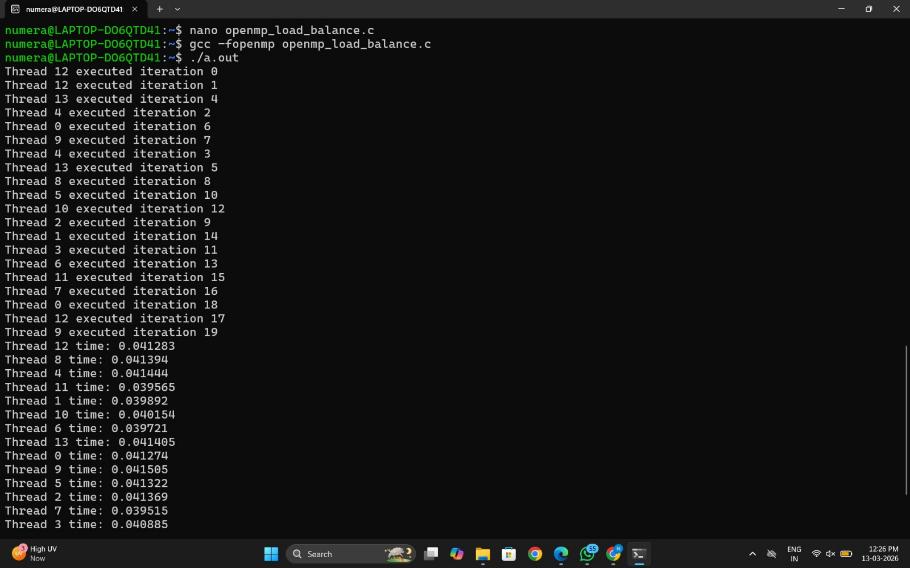 numera@LAPTOP-DO6QTD41: ~
numera@LAPTOP-DO6QTD41:~$ nano openmp_load_balance.c
numera@LAPTOP-DO6QTD41:~$ gcc -fopenmp openmp_load_balance.c
numera@LAPTOP-DO6QTD41:~$ ./a.out
Thread 12 executed iteration 0
Thread 12 executed iteration 1
Thread 13 executed iteration 4
Thread 4 executed iteration 2
Thread 0 executed iteration 6
Thread 9 executed iteration 7
Thread 4 executed iteration 3
Thread 13 executed iteration 5
Thread 8 executed iteration 8
Thread 5 executed iteration 10
Thread 10 executed iteration 12
Thread 2 executed iteration 9
Thread 1 executed iteration 14
Thread 3 executed iteration 11
Thread 6 executed iteration 13
Thread 11 executed iteration 15
Thread 7 executed iteration 16
Thread 0 executed iteration 18
Thread 12 executed iteration 17
Thread 9 executed iteration 19
Thread 12 time: 0.041283
Thread 8 time: 0.041394
Thread 4 time: 0.041444
Thread 11 time: 0.039565
Thread 1 time: 0.039892
Thread 10 time: 0.040154
Thread 6 time: 0.039721
Thread 13 time: 0.041405
Thread 0 time: 0.041274
Thread 9 time: 0.041505
Thread 5 time: 0.041322
Thread 2 time: 0.041369
Thread 7 time: 0.039515
Thread 3 time: 0.040885
High UV
Now
Search
55
ENG
IN
12:26 PM
13-03-2026